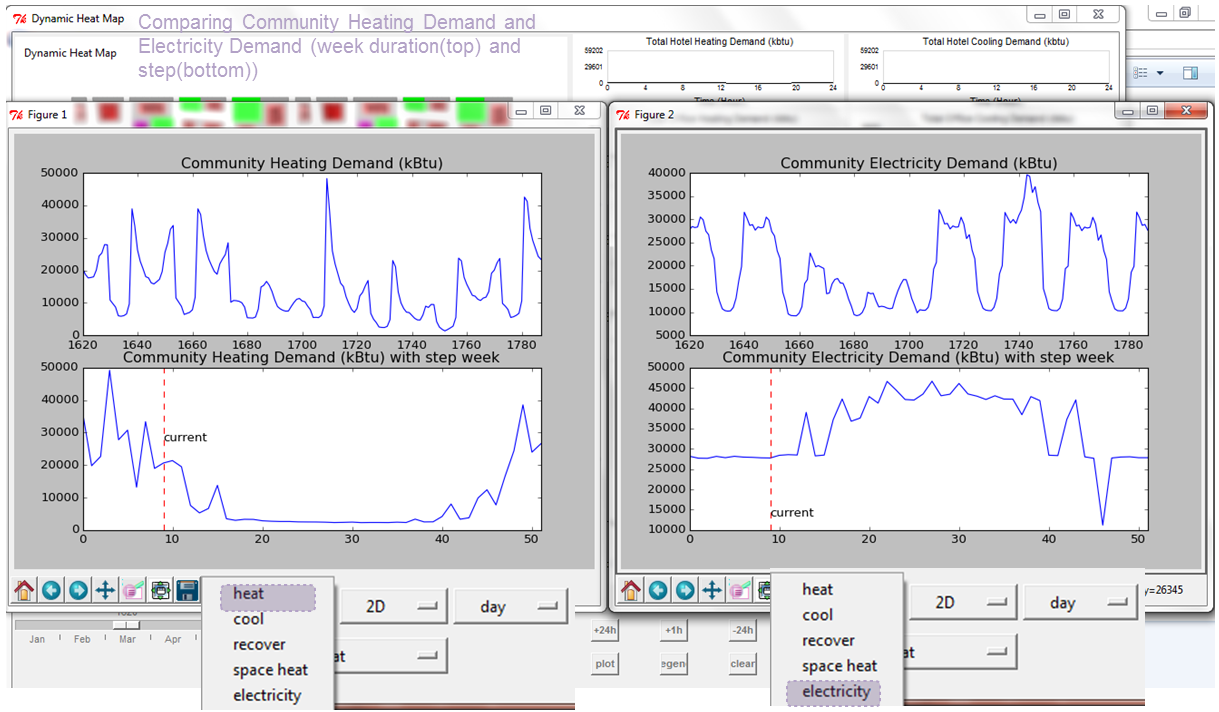 Dynamic Heat Map
Comparing Community Heating Demand and
Electricity Demand (week duration(top) and
step(bottom))
Dynamic Heat Map
Total Hotel Heating Demand (kbtu)
59202
29601
0
0 4 8 12 16 20 24
Time (Hour)
Total Hotel Cooling Demand (kbtu)
59202
29601
0
0 4 8 12 16 20 24
Time (Hour)
Figure 1
Community Heating Demand (kBtu)
50000
40000
30000
20000
10000
0
1620 1640 1660 1680 1700 1720 1740 1760 1780
Community Heating Demand (kBtu) with step week
50000
40000
30000
20000
10000
0
current
0 10 20 30 40 50
Figure 2
Community Electricity Demand (kBtu)
40000
35000
30000
25000
20000
15000
10000
5000
1620 1640 1660 1680 1700 1720 1740 1760 1780
Community Electricity Demand (kBtu) with step week
50000
45000
40000
35000
30000
25000
20000
15000
10000
current
0 10 20 30 40 50
y=26345
Jan Feb Mar Apr
heat
cool
recover
space heat
electricity
2D
day
at
+24h +1h -24h
plot egen clear
heat
cool
recover
space heat
electricity
2D
day
at